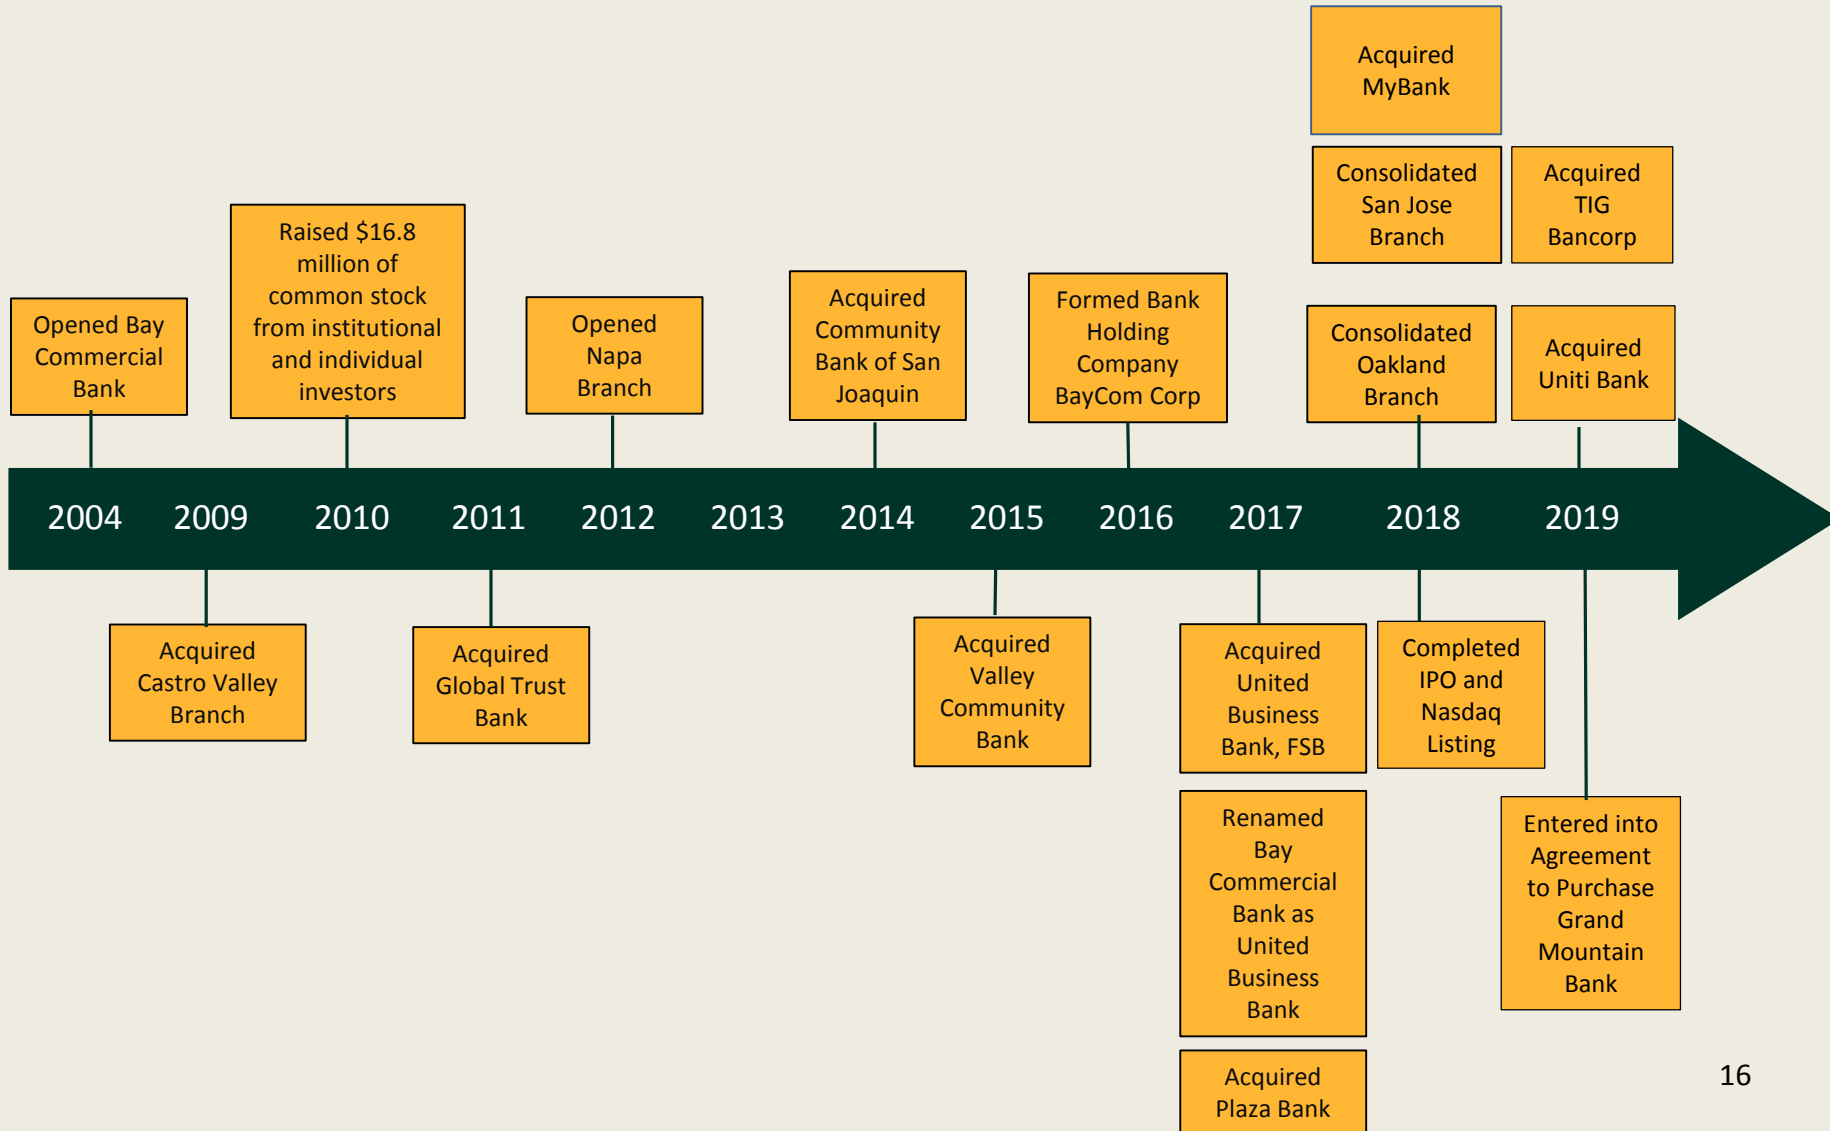 Acquired
MyBank
Consolidated
San Jose
Branch
Acquired
TIG
Bancorp
Raised $16.8
million of
common stock
from institutional
and individual
investors
Opened Bay
Commercial
Bank
Opened
Napa
Branch
Acquired
Community
Bank of San
Joaquin
Formed Bank
Holding
Company
BayCom Corp
Consolidated
Oakland
Branch
Acquired
Uniti Bank
2004 2009 2010 2011 2012 2013 2014 2015 2016 2017 2018 2019
Acquired
Castro Valley
Branch
Acquired
Global Trust
Bank
Acquired
Valley
Community
Bank
Acquired
United
Business
Bank, FSB
Completed
IPO and
Nasdaq
Listing
Renamed
Bay
Commercial
Bank as
United
Business
Bank
Entered into
Agreement
to Purchase
Grand
Mountain
Bank
Acquired
Plaza Bank
16